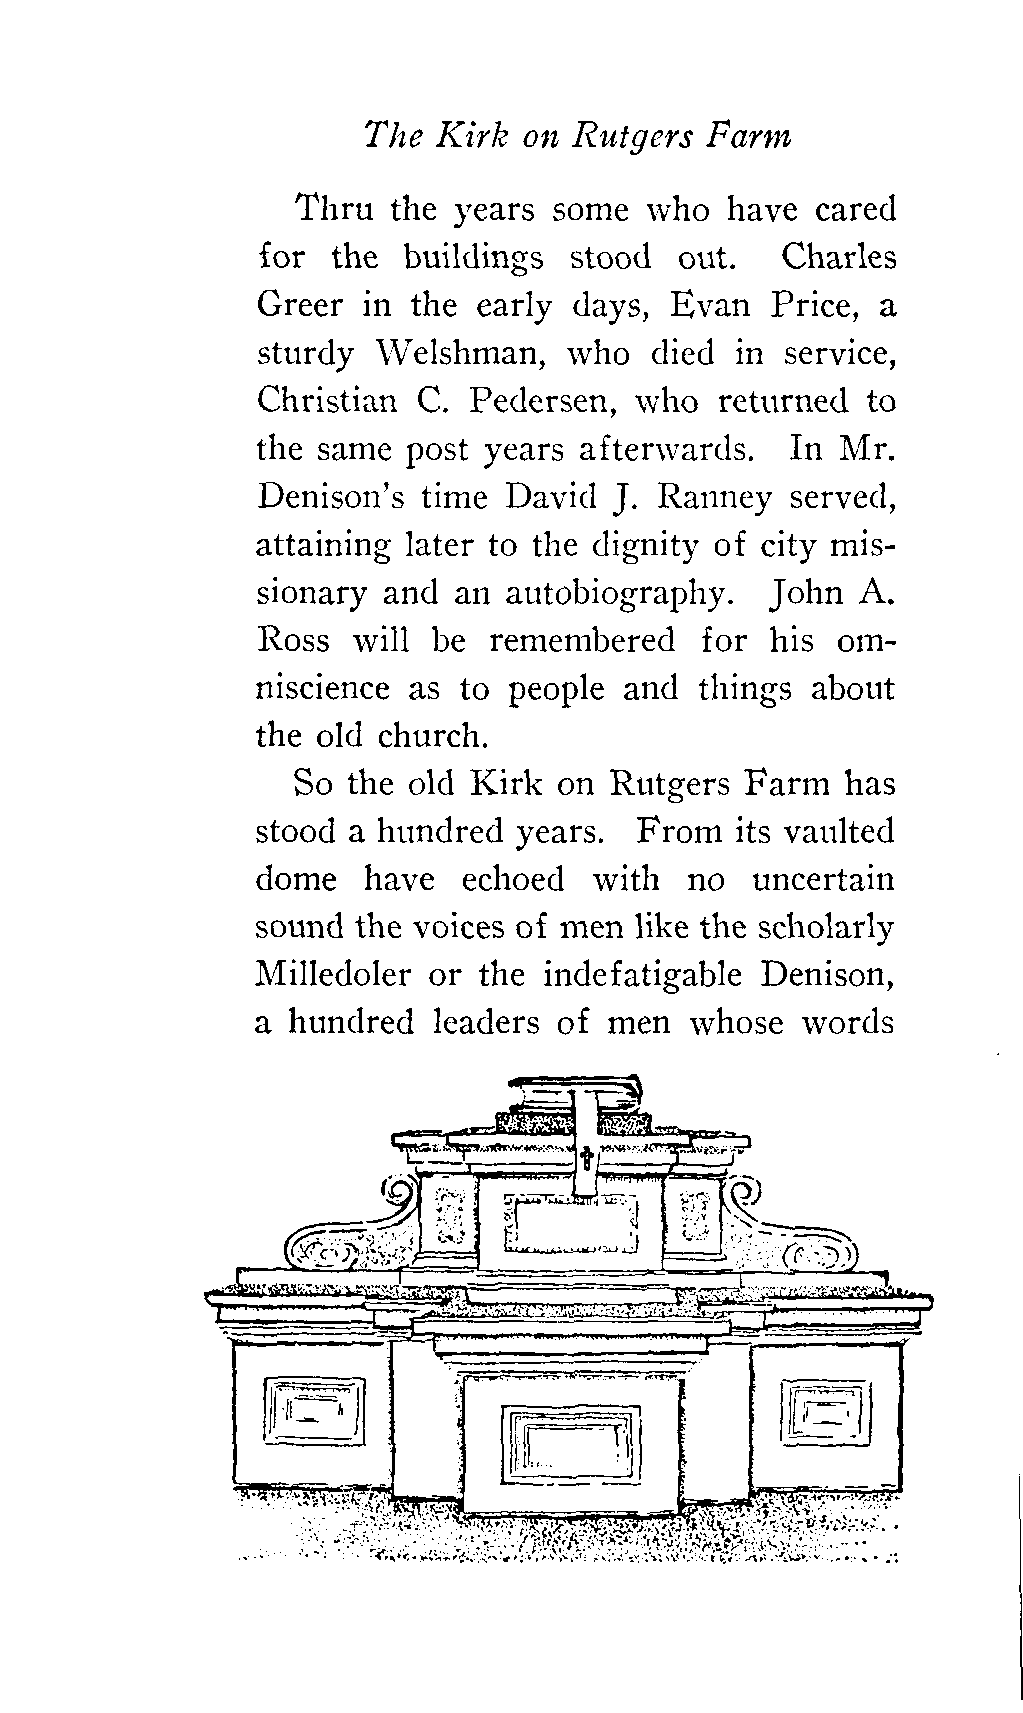 The Kirk on Rutgers Farm
Thru the years some who have cared
for the buildings stood out. Charles
Greer in the early days, Evan Price, a
sturdy Welshman, who died in service,
Christian C. Pedersen, who returned to
the same post years afterwards. In Mr.
Denison's time David J. Ranney served,
attaining later to the dignity of city mis-
sionary and an autobiography. John A.
Ross will be remembered for his om-
niscience as to people and things about
the old church.
So the old Kirk on Rutgers Farm has
stood a hundred years. From its vaulted
dome have echoed with no uncertain
sound the voices of men like the scholarly
Milledoler or the indefatigable Denison,
a hundred leaders of men whose words